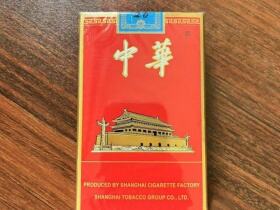 中華
PRODUCED BY SHANGHAI CIGARETTE FACTORY
SHANGHAI TOBACCO GROUP CO., LTD.